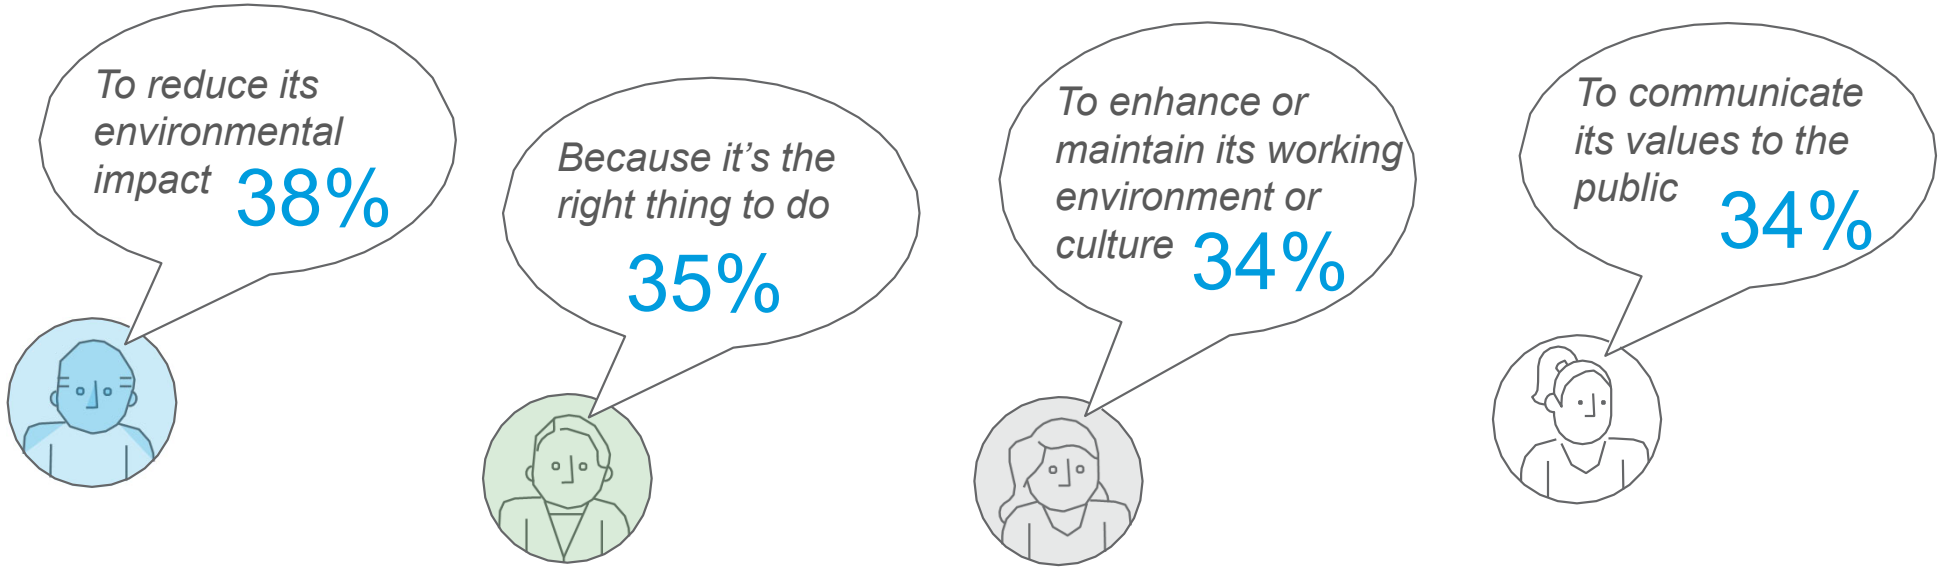 To reduce its
environmental
impact 38%
Because it's the
right thing to do
35%
To enhance or
maintain its working
environment or
culture 34%
To communicate
its values to the
public 34%